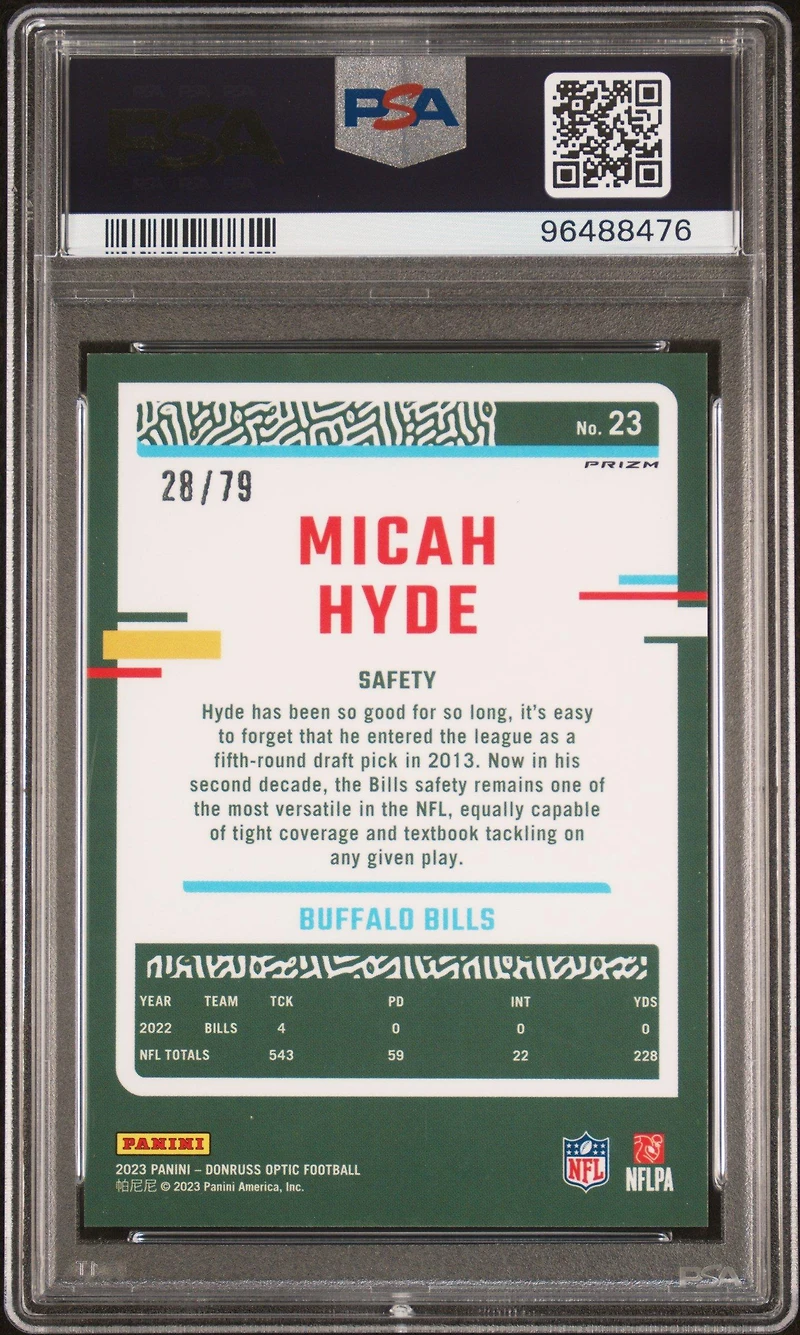 PSA
PSA
96488476
No. 23
PRIZM
28/79
MICAH
HYDE
SAFETY
Hyde has been so good for so long, it's easy
to forget that he entered the league as a
fifth-round draft pick in 2013. Now in his
second decade, the Bills safety remains one of
the most versatile in the NFL, equally capable
of tight coverage and textbook tackling on
any given play.
BUFFALO BILLS
YEAR TEAM TCK PD INT YDS
2022 BILLS 4 0 0 0
NFL TOTALS 543 59 22 228
PANINI
2023 PANINI – DONRUSS OPTIC FOOTBALL
帕尼尼 © 2023 Panini America, Inc.
NFL
NFLPA
PSA